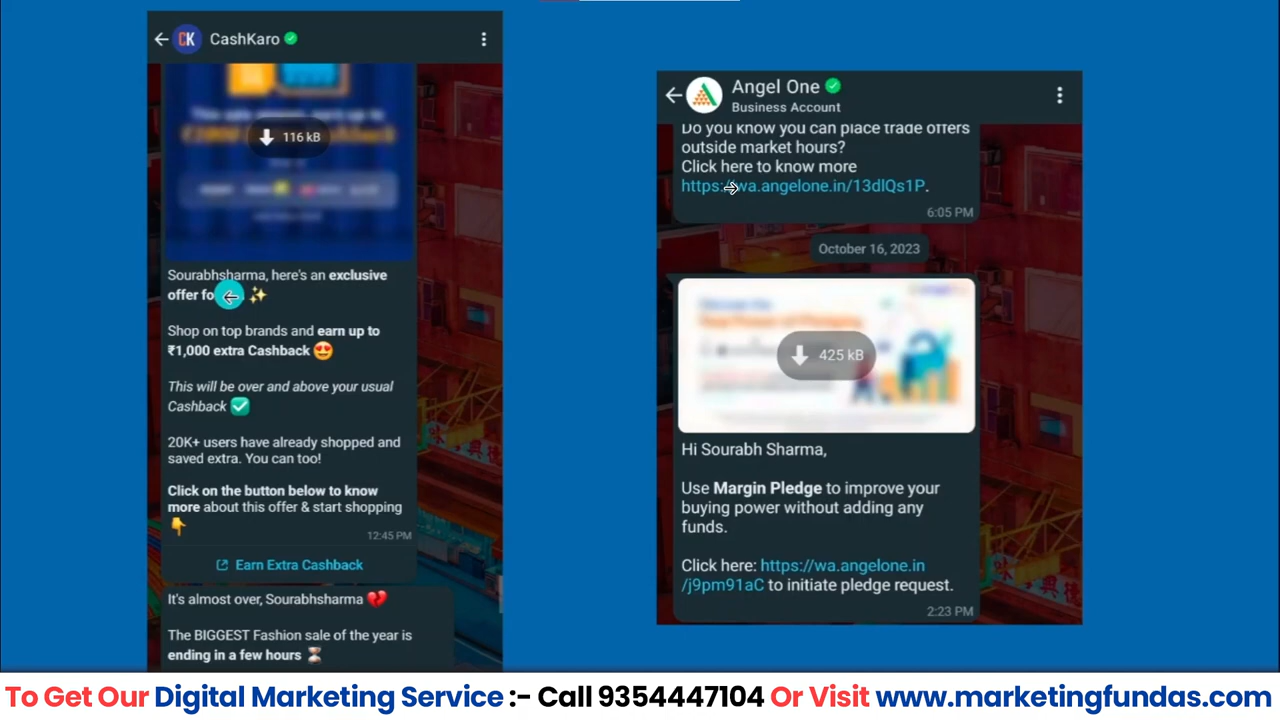 CK CashKaro
116 kB
Sourabhsharma, here's an exclusive
offer fo
Shop on top brands and earn up to
₹1,000 extra Cashback 😍
This will be over and above your usual
Cashback ✅
20K+ users have already shopped and
saved extra. You can too!
Click on the button below to know
more about this offer & start shopping
👇
12:45 PM
Earn Extra Cashback
It's almost over, Sourabhsharma 💔
The BIGGEST Fashion sale of the year is
ending in a few hours ⏳
Angel One
Business Account
Do you know you can place trade offers
outside market hours?
Click here to know more
https://wa.angelone.in/13dlQs1P.
6:05 PM
October 16, 2023
425 kB
Hi Sourabh Sharma,
Use Margin Pledge to improve your
buying power without adding any
funds.
Click here: https://wa.angelone.in
/j9pm91aC to initiate pledge request.
2:23 PM
To Get Our Digital Marketing Service :- Call 9354447104 Or Visit www.marketingfundas.com